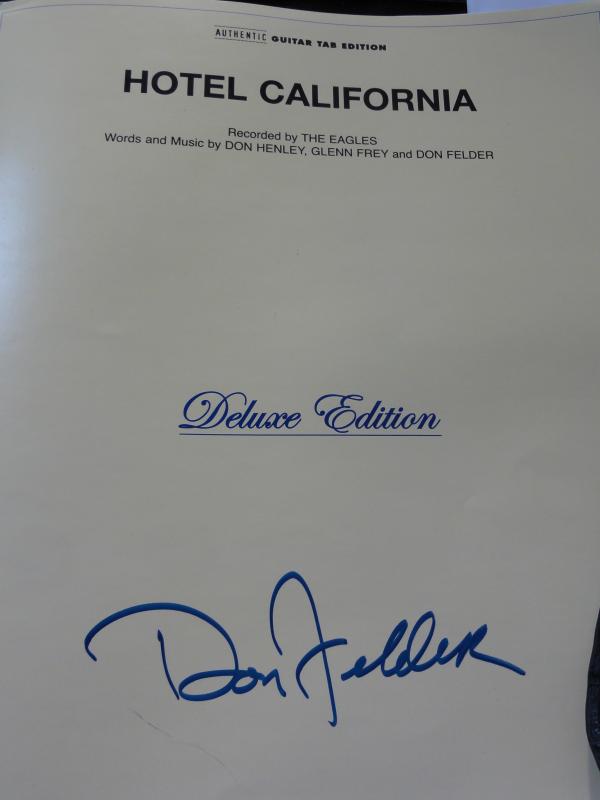 AUTHENTIC GUITAR TAB EDITION
HOTEL CALIFORNIA
Recorded by THE EAGLES
Words and Music by DON HENLEY, GLENN FREY and DON FELDER
Deluxe Edition
Don Felder